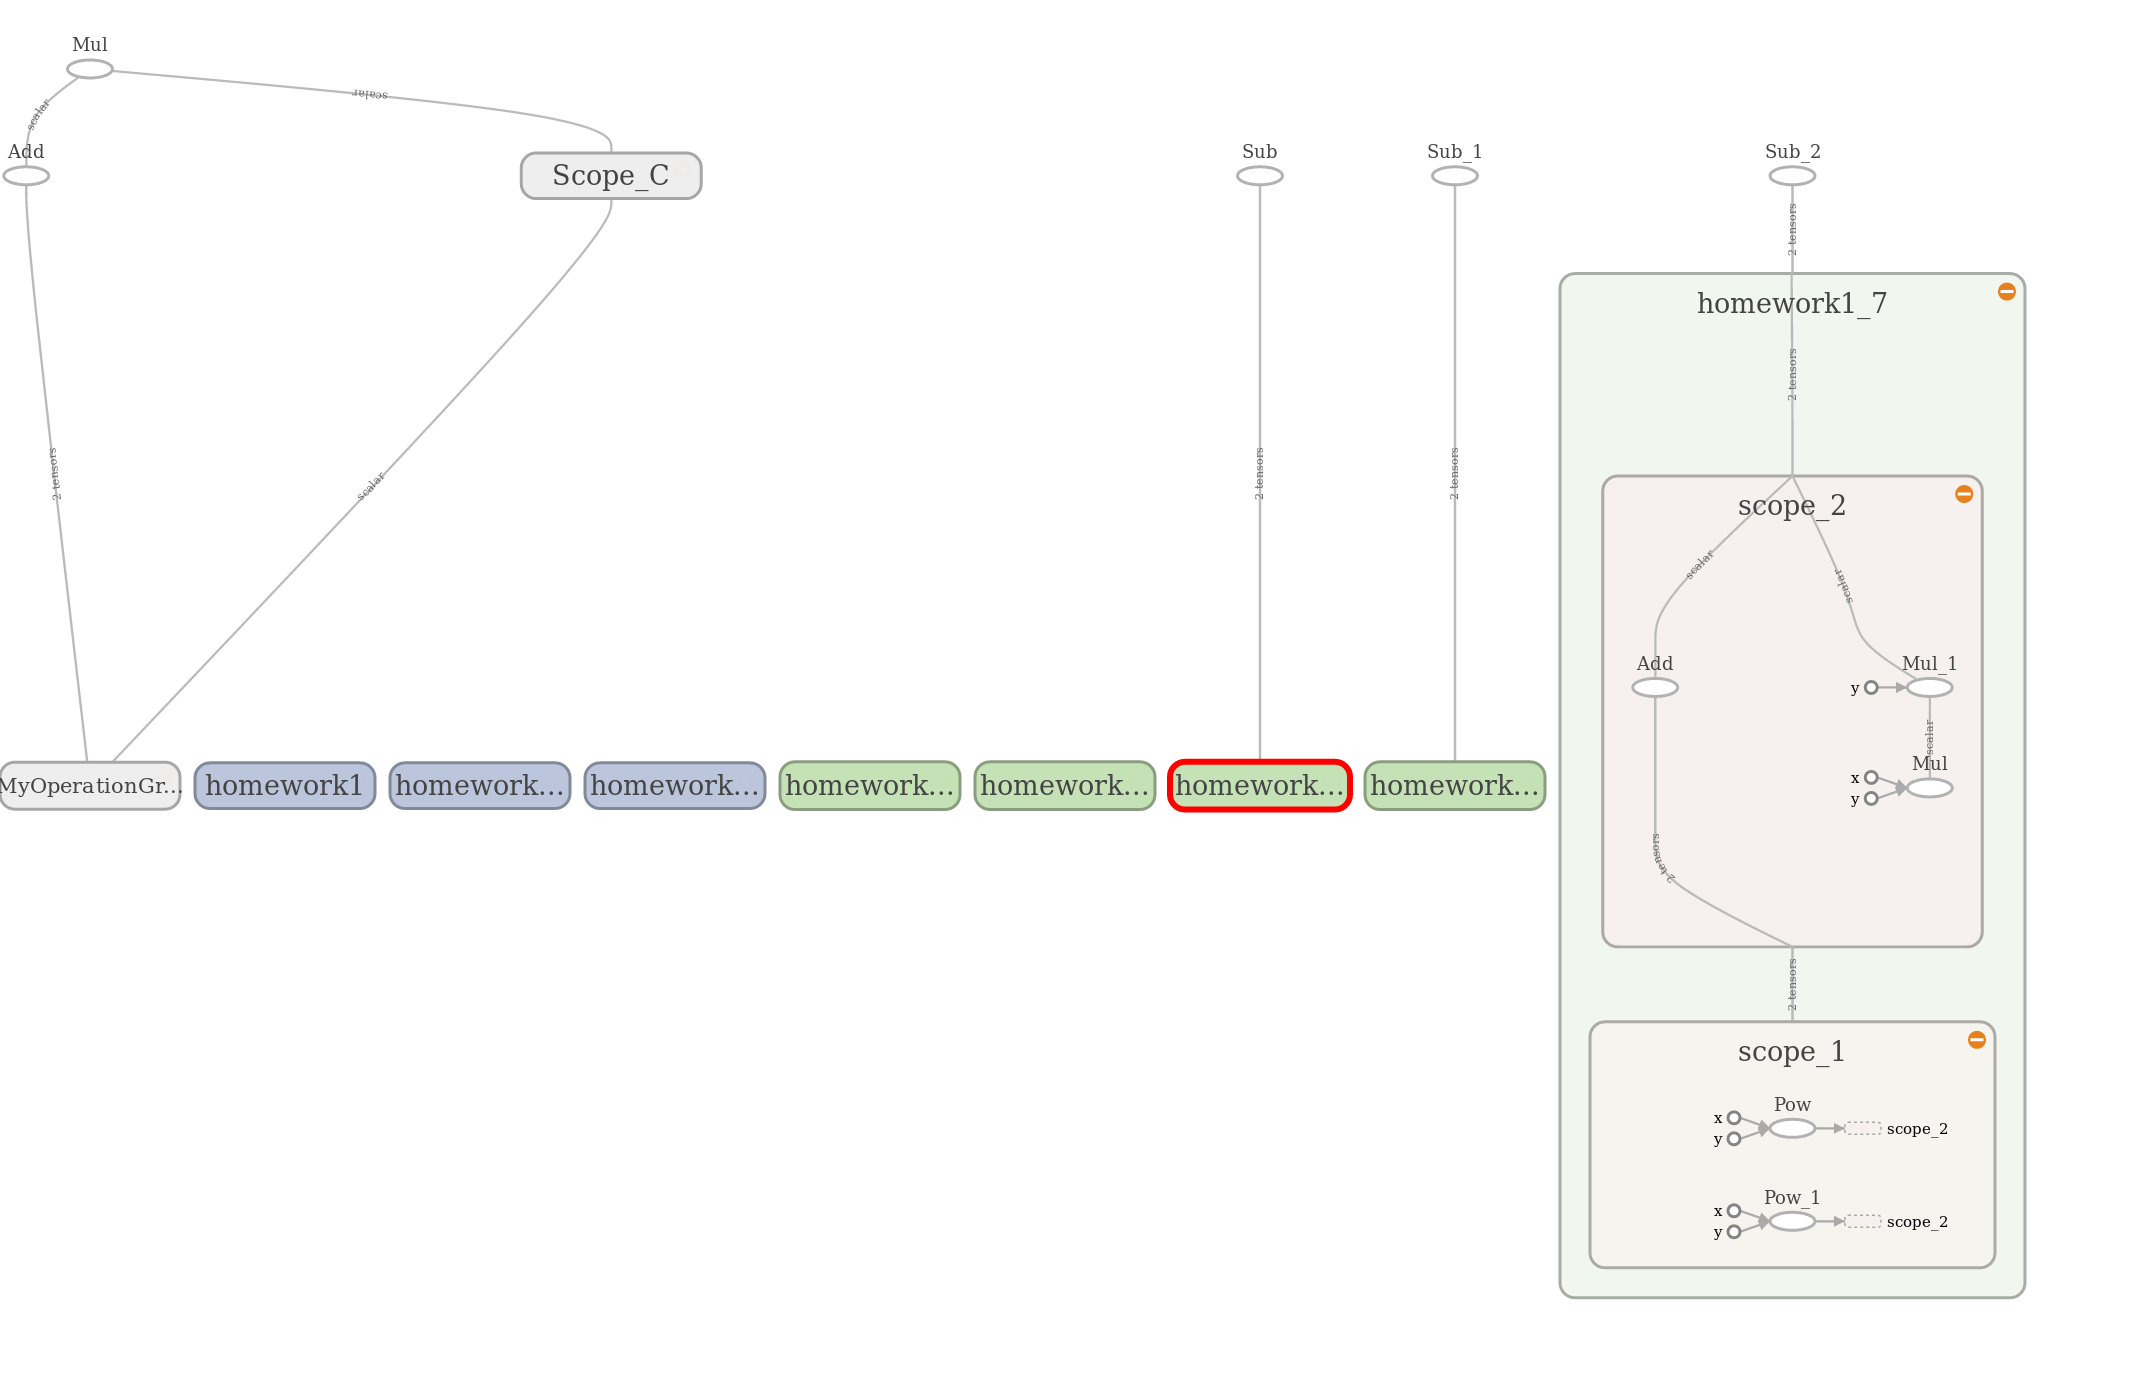 Mul
scalar
scalar
Add
Scope_C
Sub
Sub_1
Sub_2
2 tensors
homework1_7
2 tensors
2 tensors
scalar
2 tensors
2 tensors
scope_2
scalar
scalar
Add
Mul_1
y
scalar
Mul
x
y
MyOperationGr...
homework1
homework...
homework...
homework...
homework...
homework...
homework...
2 tensors
2 tensors
scope_1
Pow
x
y
scope_2
Pow_1
x
y
scope_2